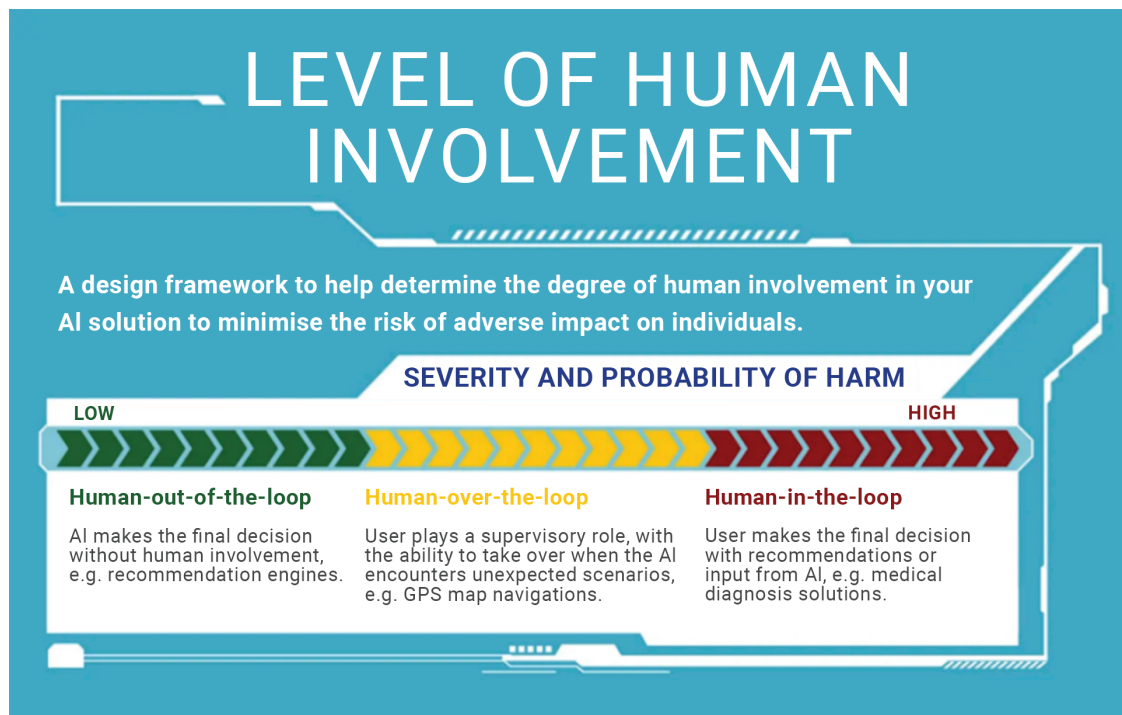 LEVEL OF HUMAN
INVOLVEMENT
A design framework to help determine the degree of human involvement in your
AI solution to minimise the risk of adverse impact on individuals.
SEVERITY AND PROBABILITY OF HARM
LOW
HIGH
Human-out-of-the-loop
AI makes the final decision
without human involvement,
e.g. recommendation engines.
Human-over-the-loop
User plays a supervisory role, with
the ability to take over when the AI
encounters unexpected scenarios,
e.g. GPS map navigations.
Human-in-the-loop
User makes the final decision
with recommendations or
input from AI, e.g. medical
diagnosis solutions.